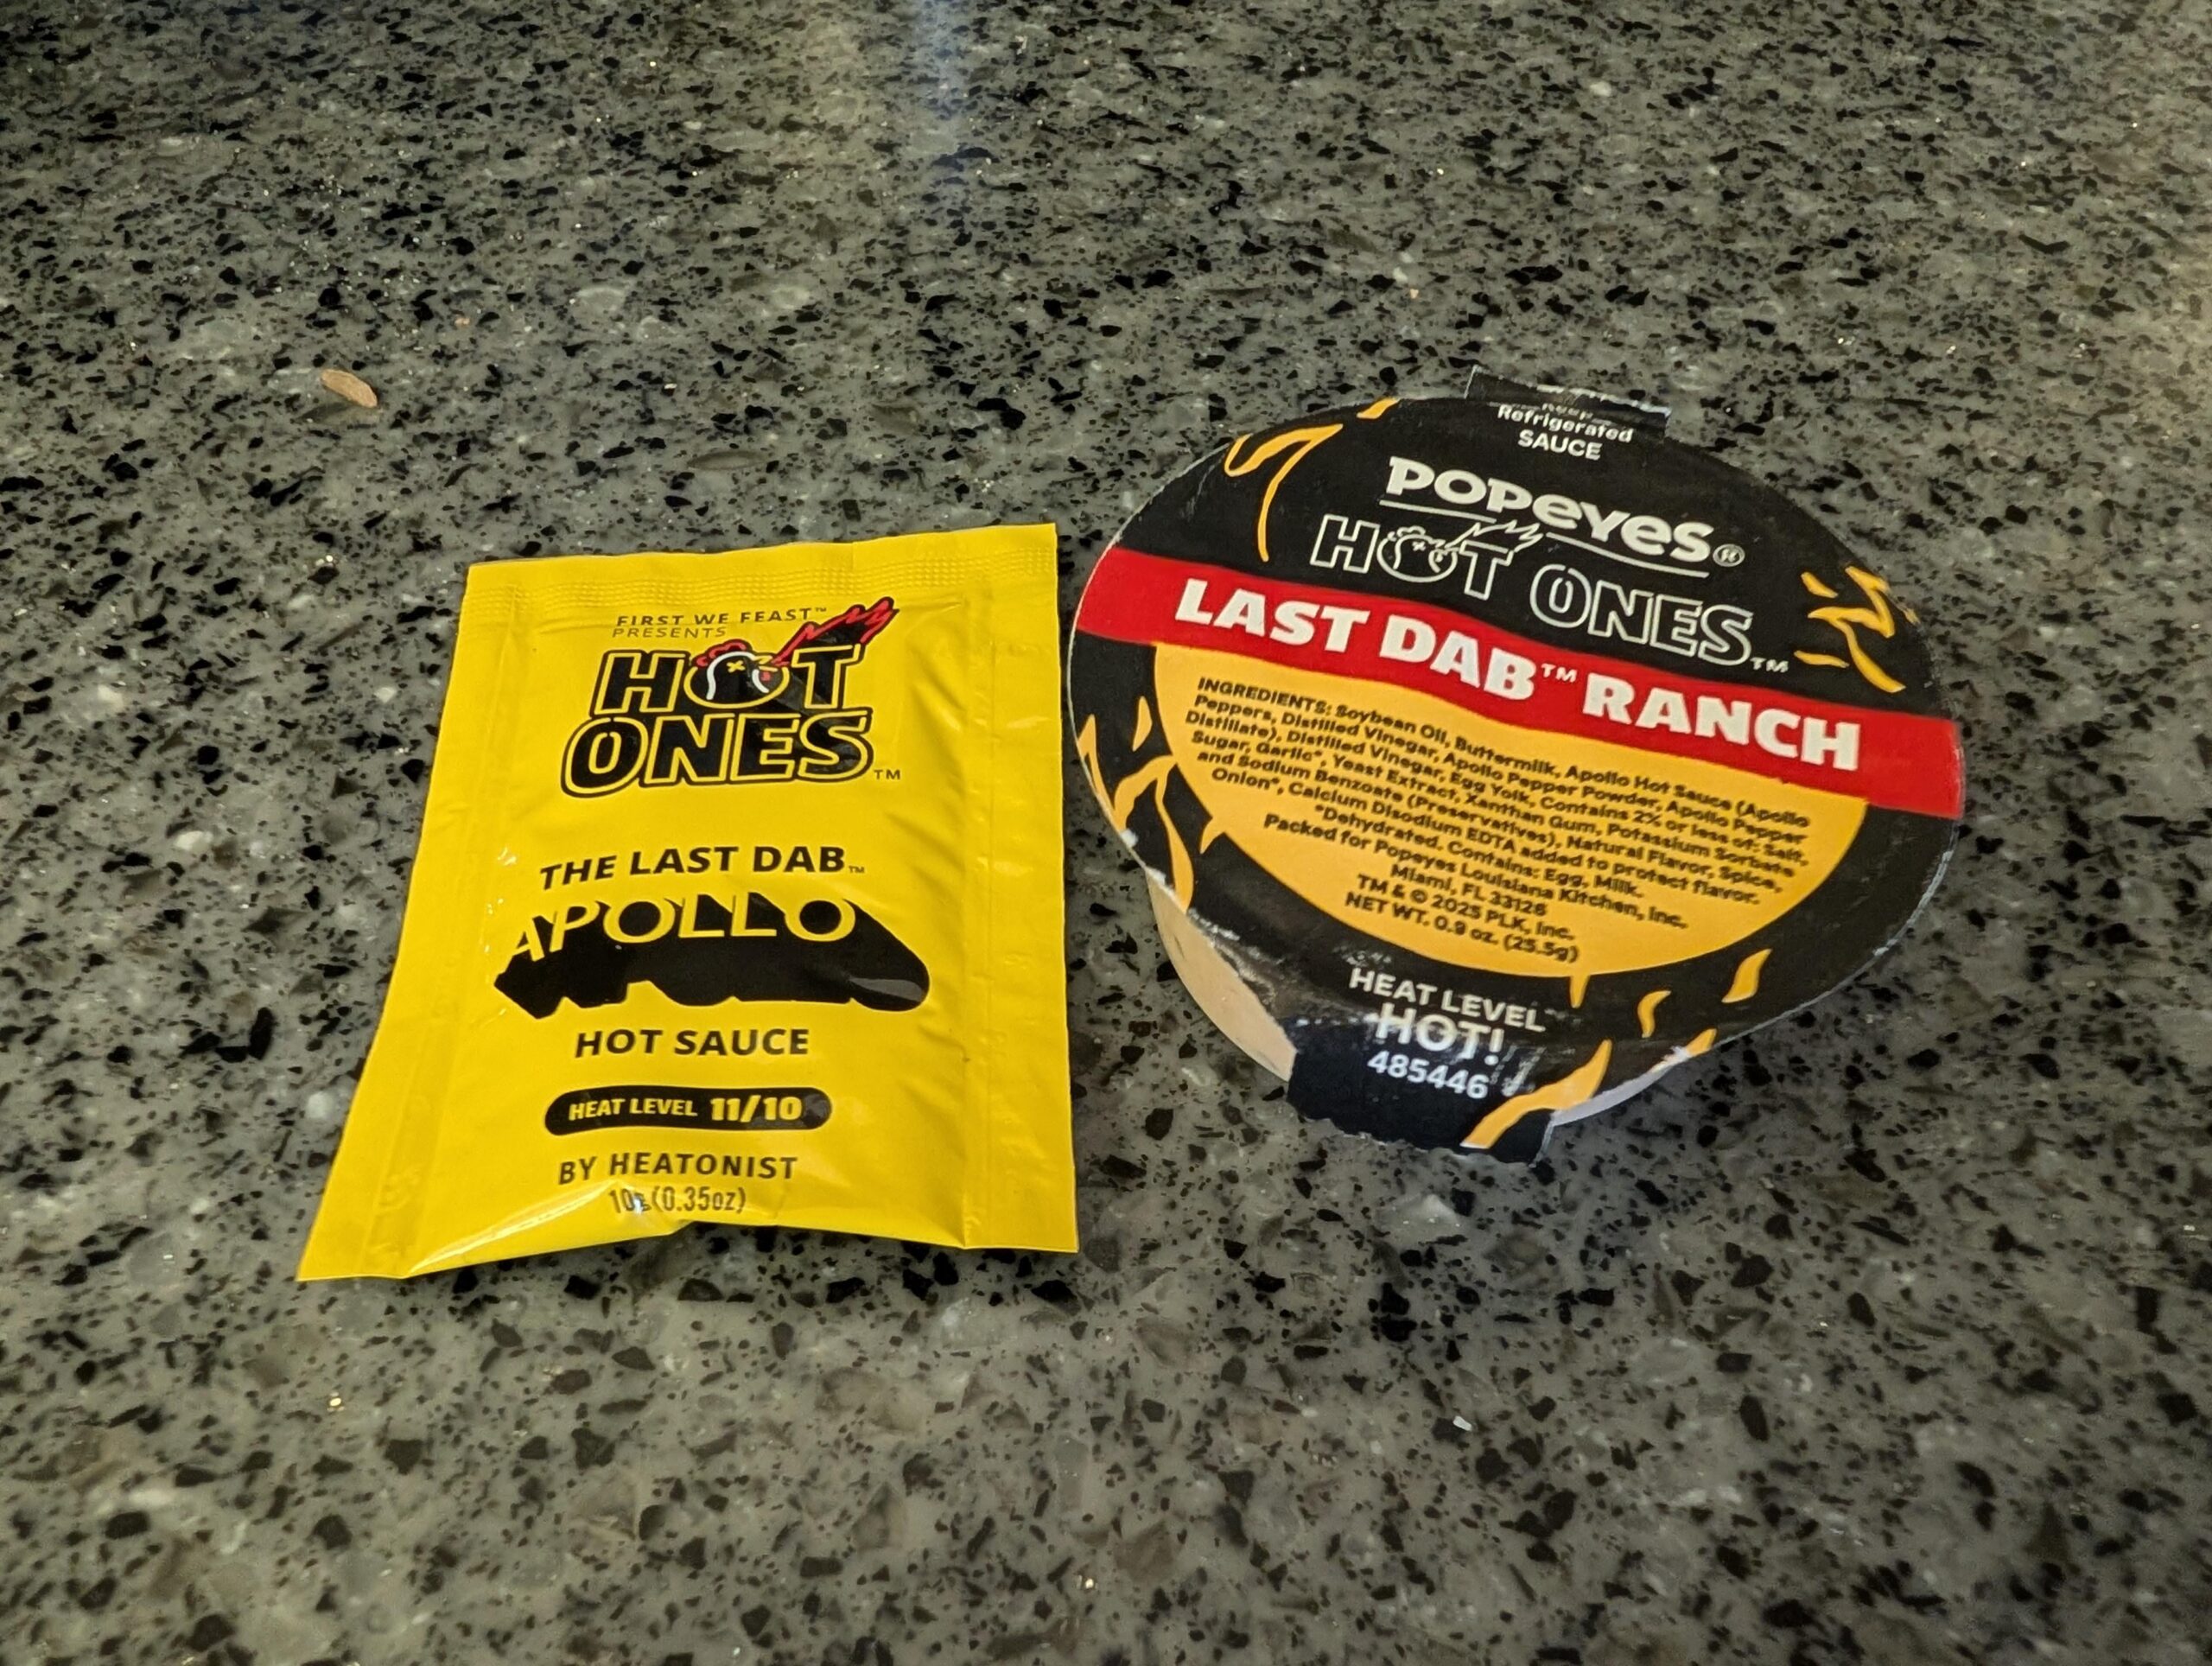 FIRST WE FEAST™
PRESENTS
HOT
ONES™
THE LAST DAB™
APOLLO
HOT SAUCE
HEAT LEVEL 11/10
BY HEATONIST
10g (0.35oz)
Keep
Refrigerated
SAUCE
POPEYES®
HOT ONES™
LAST DAB™ RANCH
INGREDIENTS: Soybean Oil, Buttermilk, Apollo Hot Sauce (Apollo
Peppers, Distilled Vinegar, Apollo Pepper Powder, Apollo Pepper
Distillate), Distilled Vinegar, Egg Yolk, Contains 2% or less of: Salt,
Sugar, Garlic*, Yeast Extract, Xanthan Gum, Potassium Sorbate
and Sodium Benzoate (Preservatives), Natural Flavor, Spice,
Onion*, Calcium Disodium EDTA added to protect flavor.
*Dehydrated. Contains: Egg, Milk.
Packed for Popeyes Louisiana Kitchen, Inc.
Miami, FL 33126
TM & © 2025 PLK, Inc.
NET WT. 0.9 oz. (25.5g)
HEAT LEVEL
HOT!
485446